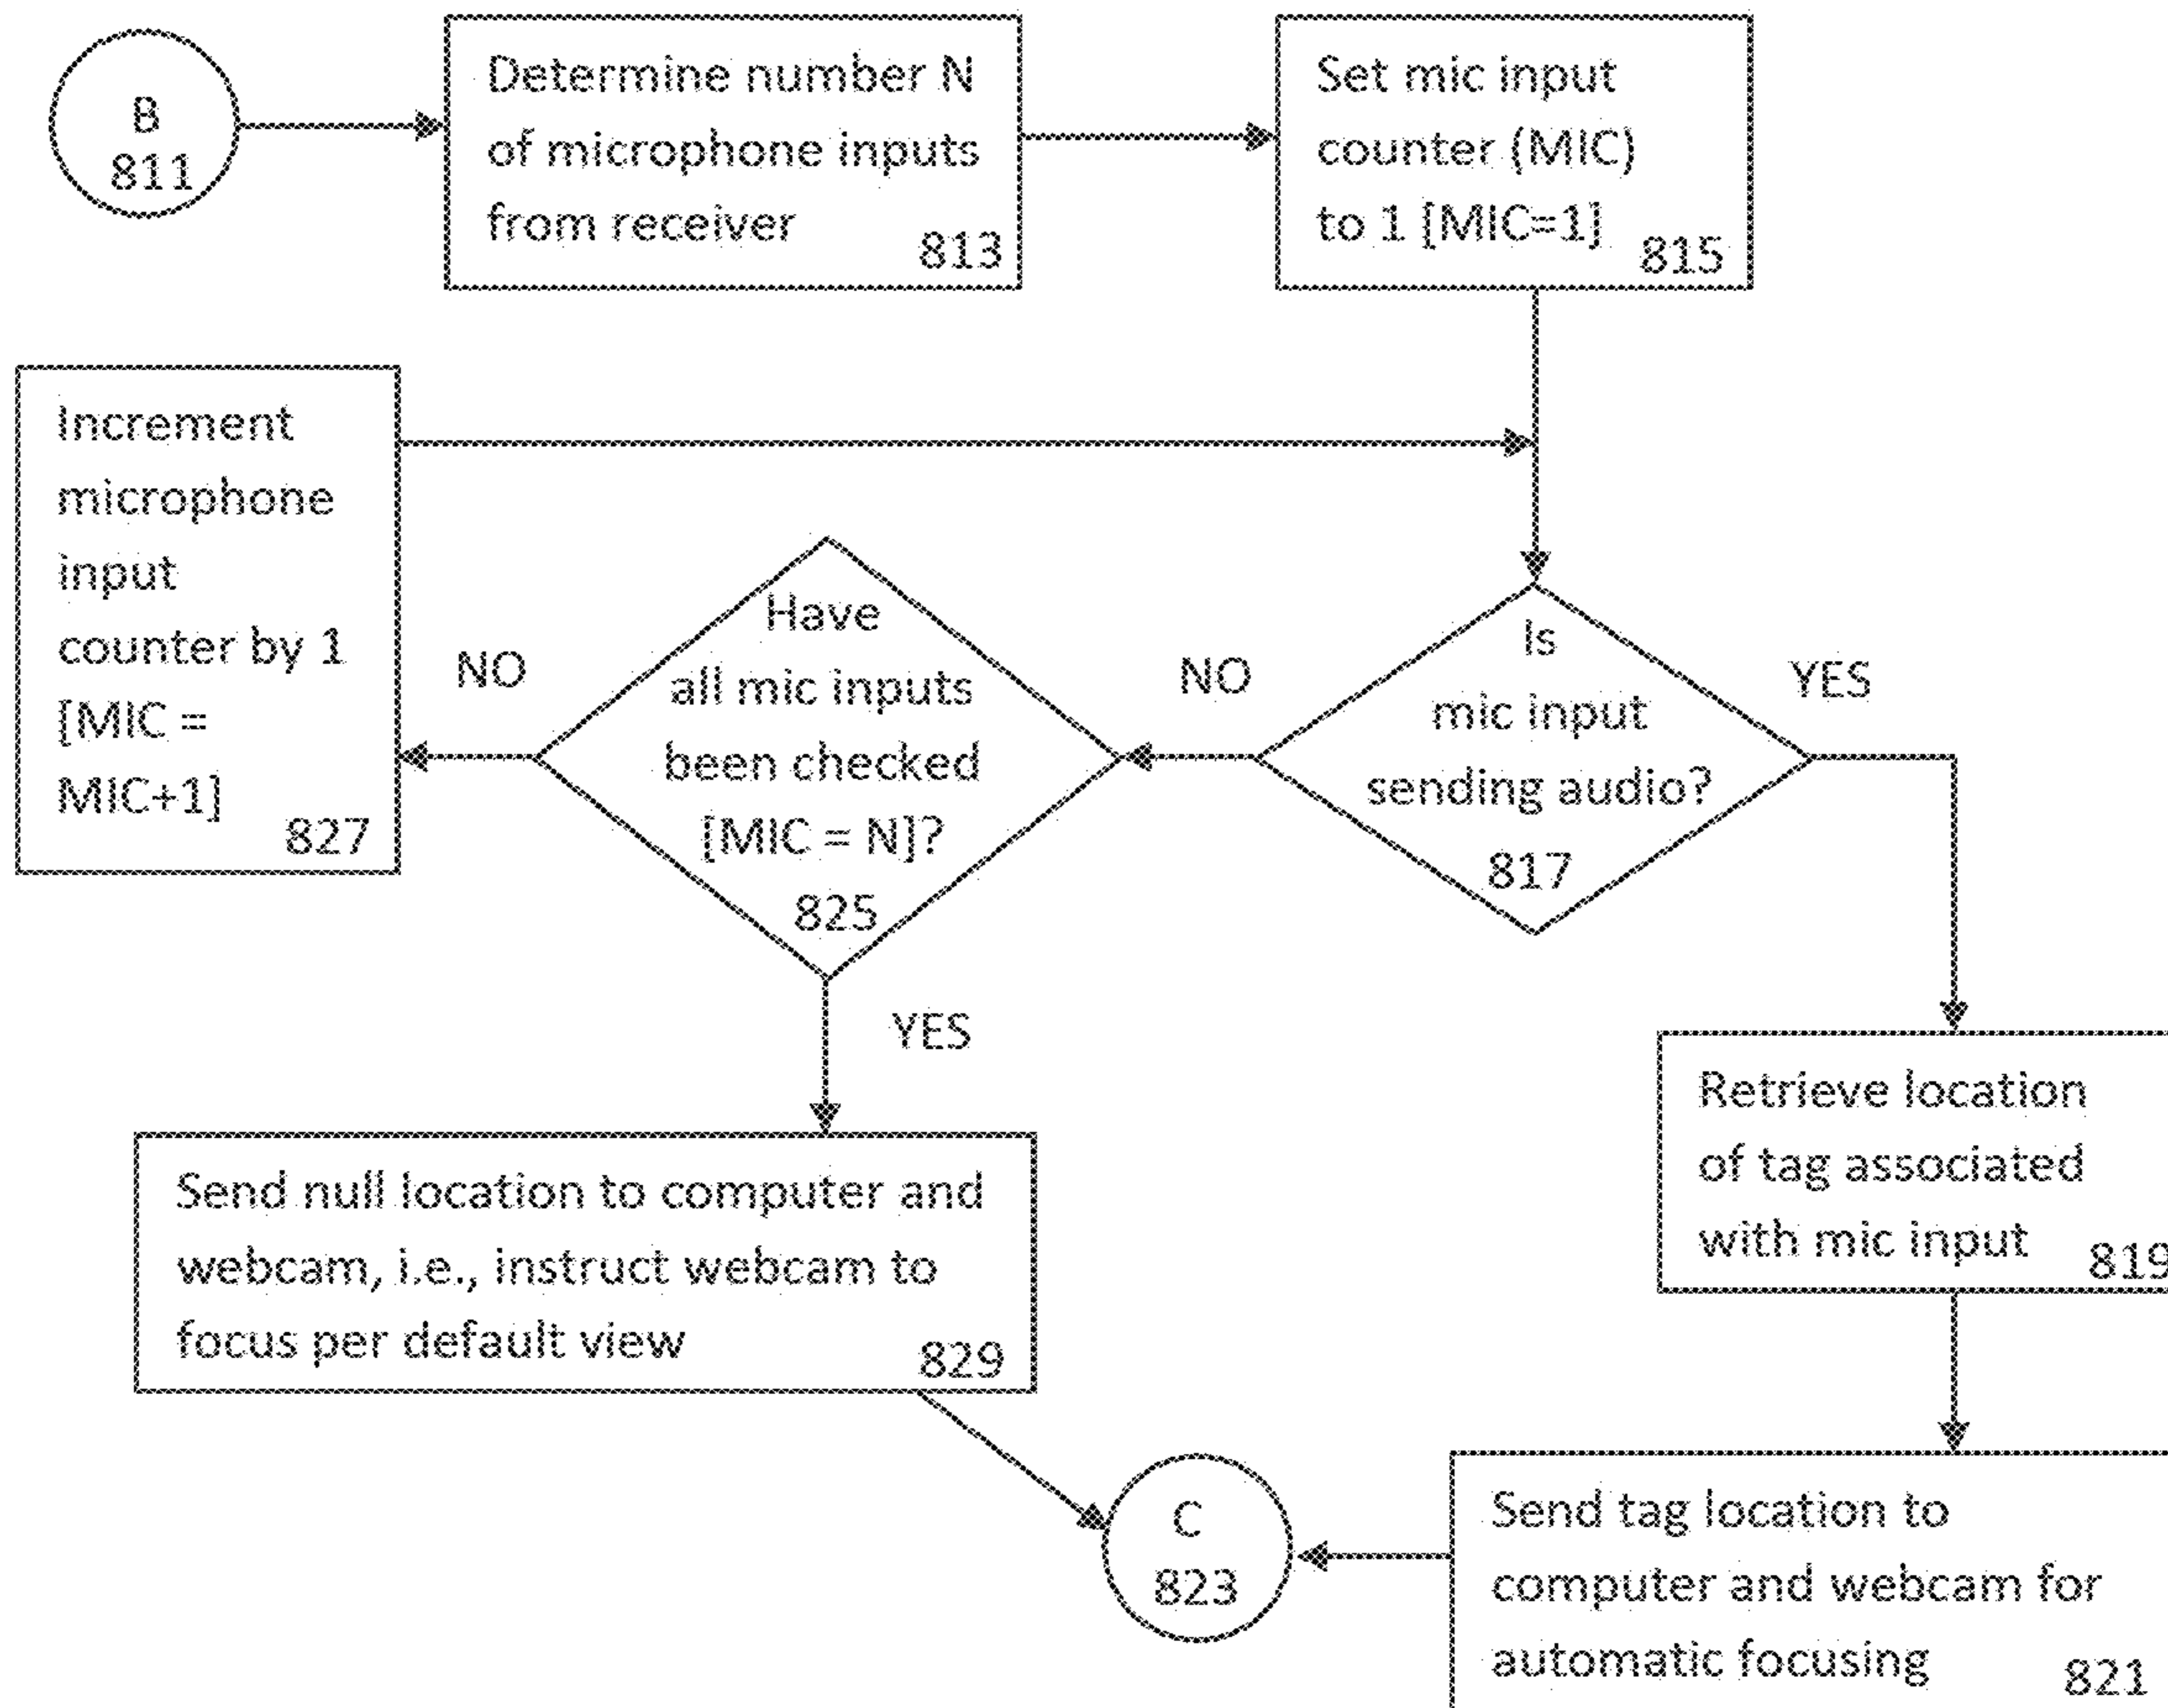 B
811
Determine number N
of microphone inputs
from receiver
813
Set mic input
counter (MIC)
to 1 [MIC=1]
815
Increment
microphone
input
counter by 1
[MIC =
MIC+1]
827
NO
Have
all mic inputs
been checked
[MIC = N]?
825
NO
Is
mic input
sending audio?
817
YES
YES
Retrieve location
of tag associated
with mic input
819
Send null location to computer and
webcam, i.e., instruct webcam to
focus per default view
829
C
823
Send tag location to
computer and webcam for
automatic focusing
821